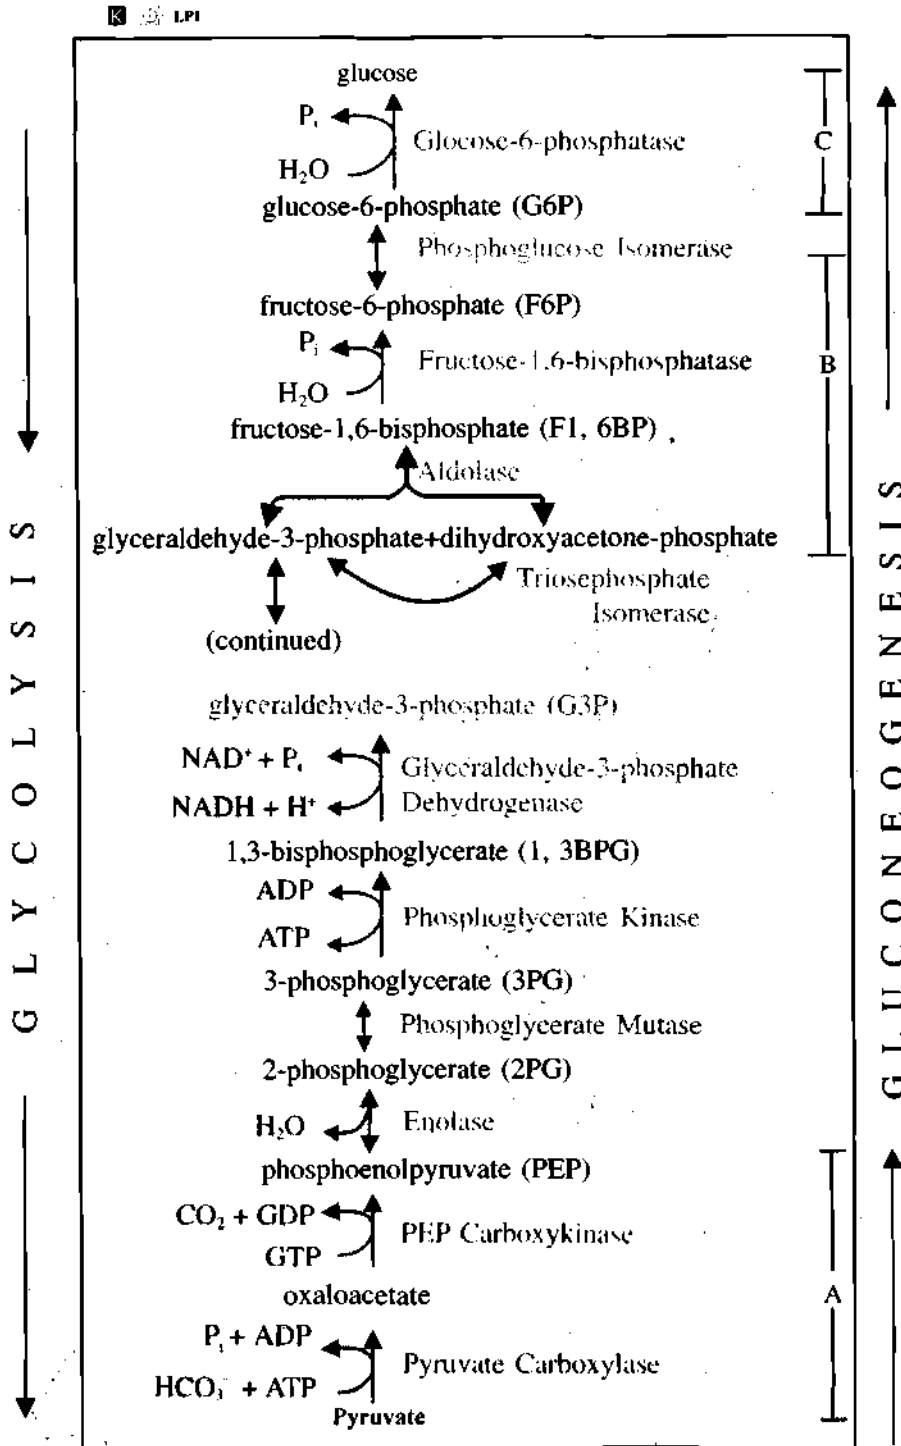 K LPI
glucose
Pi
Glocose-6-phosphatase
H₂O
glucose-6-phosphate (G6P)
Phosphoglucose Isomerase
fructose-6-phosphate (F6P)
Pi
Fructose-1,6-bisphosphatase
H₂O
fructose-1,6-bisphosphate (F1, 6BP)
Aldolase
glyceraldehyde-3-phosphate+dihydroxyacetone-phosphate
Triosephosphate
Isomerase
(continued)
glyceraldehyde-3-phosphate (G3P)
NAD⁺ + Pi
Glyceraldehyde-3-phosphate
NADH + H⁺
Dehydrogenase
1,3-bisphosphoglycerate (1, 3BPG)
ADP
Phosphoglycerate Kinase
ATP
3-phosphoglycerate (3PG)
Phosphoglycerate Mutase
2-phosphoglycerate (2PG)
H₂O
Enolase
phosphoenolpyruvate (PEP)
CO₂ + GDP
PEP Carboxykinase
GTP
oxaloacetate
Pi + ADP
Pyruvate Carboxylase
HCO₃ + ATP
Pyruvate
C
B
A
GLYCOLYSIS
GLUCONEOGENESIS